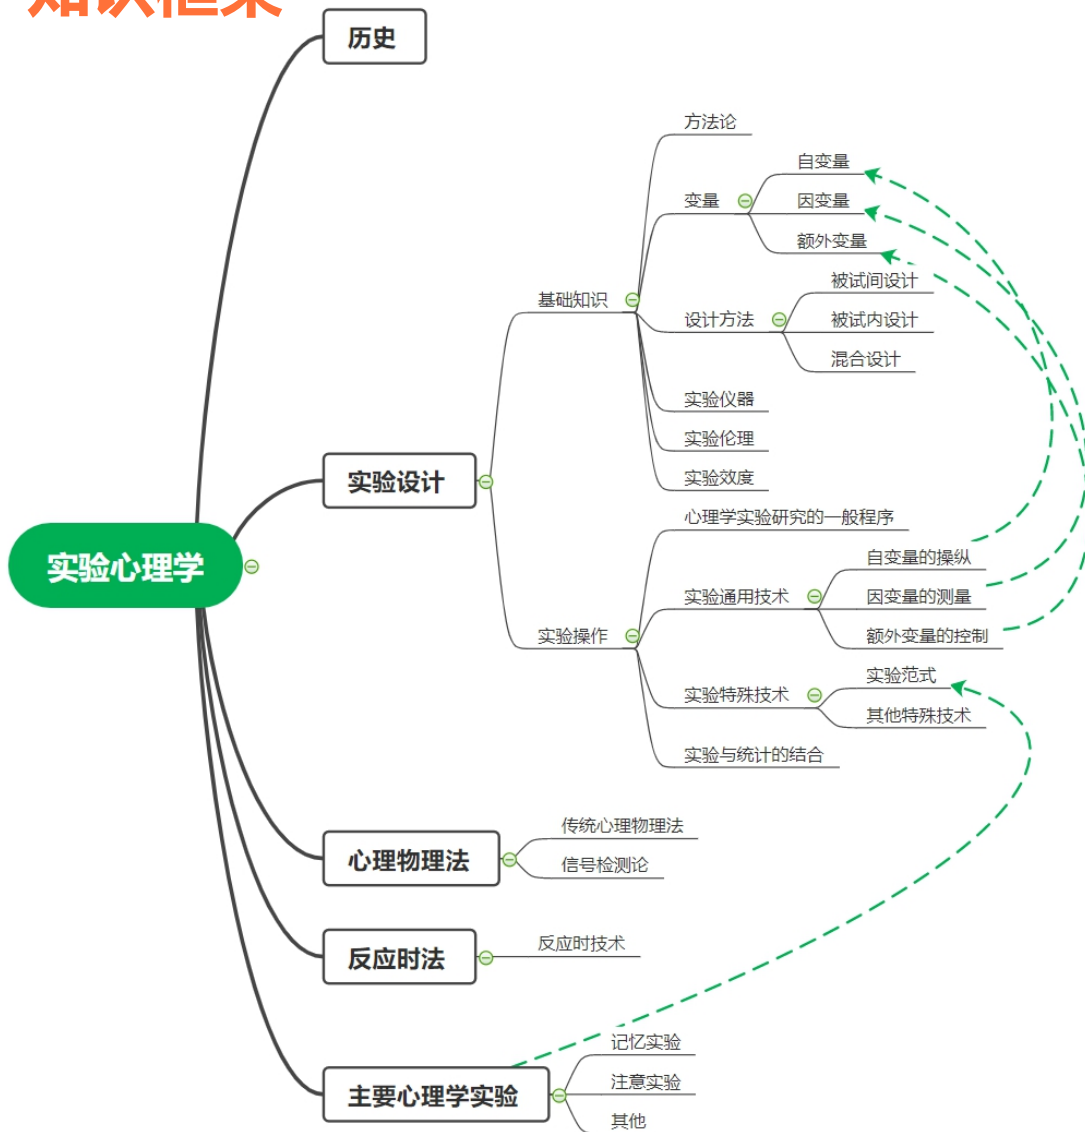 知识框架
历史
方法论
自变量
变量
因变量
额外变量
基础知识
被试间设计
设计方法
被试内设计
混合设计
实验仪器
实验伦理
实验设计
实验效度
心理学实验研究的一般程序
实验心理学
自变量的操纵
实验通用技术
因变量的测量
实验操作
额外变量的控制
实验范式
实验特殊技术
其他特殊技术
实验与统计的结合
传统心理物理法
心理物理法
信号检测论
反应时法
反应时技术
记忆实验
主要心理学实验
注意实验
其他